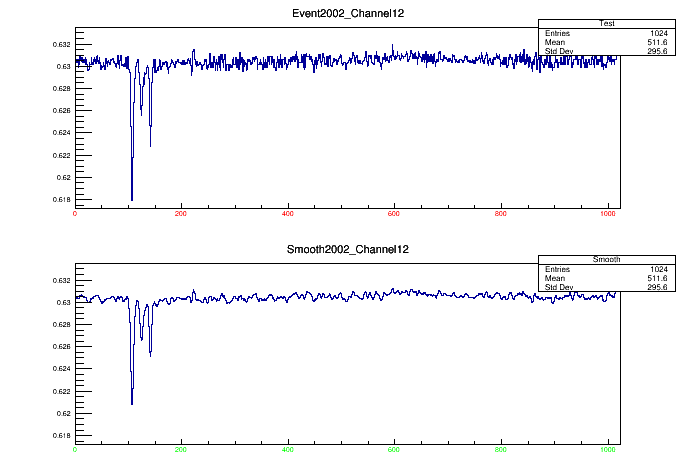 Event2002_Channel12
Test
Entries 1024
Mean 511.6
Std Dev 295.6
0.632
0.63
0.628
0.626
0.624
0.622
0.62
0.618
0 200 400 600 800 1000
Smooth2002_Channel12
Smooth
Entries 1024
Mean 511.6
Std Dev 295.6
0.632
0.63
0.628
0.626
0.624
0.622
0.62
0.618
0 200 400 600 800 1000